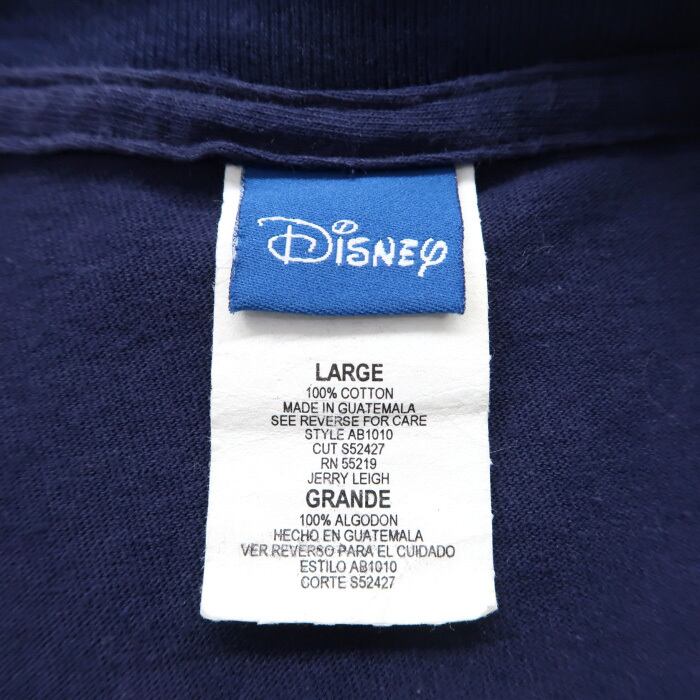 Disney
LARGE
100% COTTON
MADE IN GUATEMALA
SEE REVERSE FOR CARE
STYLE AB1010
CUT S52427
RN 55219
JERRY LEIGH
GRANDE
100% ALGODON
HECHO EN GUATEMALA
VER REVERSO PARA EL CUIDADO
ESTILO AB1010
CORTE S52427